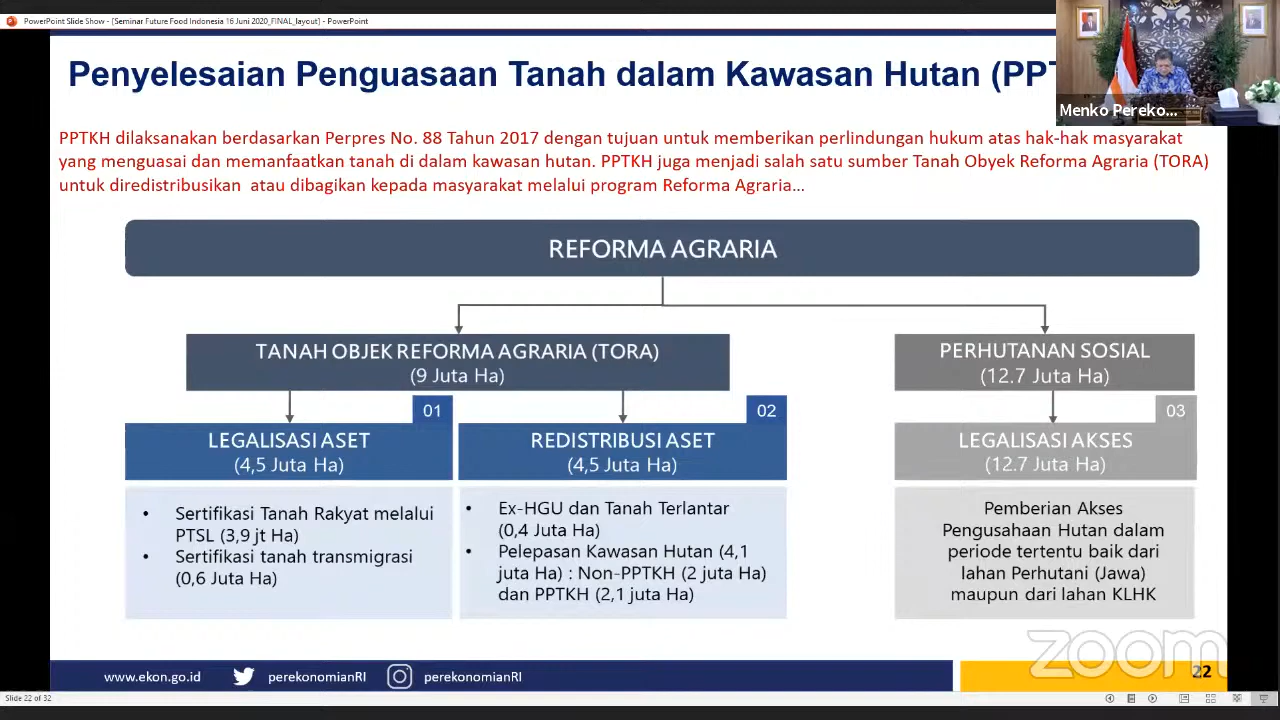 PowerPoint Slide Show - [Seminar Future Food Indonesia 16 Juni 2020_FINAL_layout] - PowerPoint
Penyelesaian Penguasaan Tanah dalam Kawasan Hutan (PPT
Menko Pereko...
PPTKH dilaksanakan berdasarkan Perpres No. 88 Tahun 2017 dengan tujuan untuk memberikan perlindungan hukum atas hak-hak masyarakat
yang menguasai dan memanfaatkan tanah di dalam kawasan hutan. PPTKH juga menjadi salah satu sumber Tanah Obyek Reforma Agraria (TORA)
untuk diredistribusikan atau dibagikan kepada masyarakat melalui program Reforma Agraria...
REFORMA AGRARIA
TANAH OBJEK REFORMA AGRARIA (TORA)
(9 Juta Ha)
01
LEGALISASI ASET
(4,5 Juta Ha)
• Sertifikasi Tanah Rakyat melalui
PTSL (3,9 jt Ha)
• Sertifikasi tanah transmigrasi
(0,6 Juta Ha)
02
REDISTRIBUSI ASET
(4,5 Juta Ha)
• Ex-HGU dan Tanah Terlantar
(0,4 Juta Ha)
• Pelepasan Kawasan Hutan (4,1
juta Ha) : Non-PPTKH (2 juta Ha)
dan PPTKH (2,1 juta Ha)
PERHUTANAN SOSIAL
(12.7 Juta Ha)
03
LEGALISASI AKSES
(12.7 Juta Ha)
Pemberian Akses
Pengusahaan Hutan dalam
periode tertentu baik dari
lahan Perhutani (Jawa)
maupun dari lahan KLHK
zoom
www.ekon.go.id perekonomianRI perekonomianRI
22
Slide 22 of 32